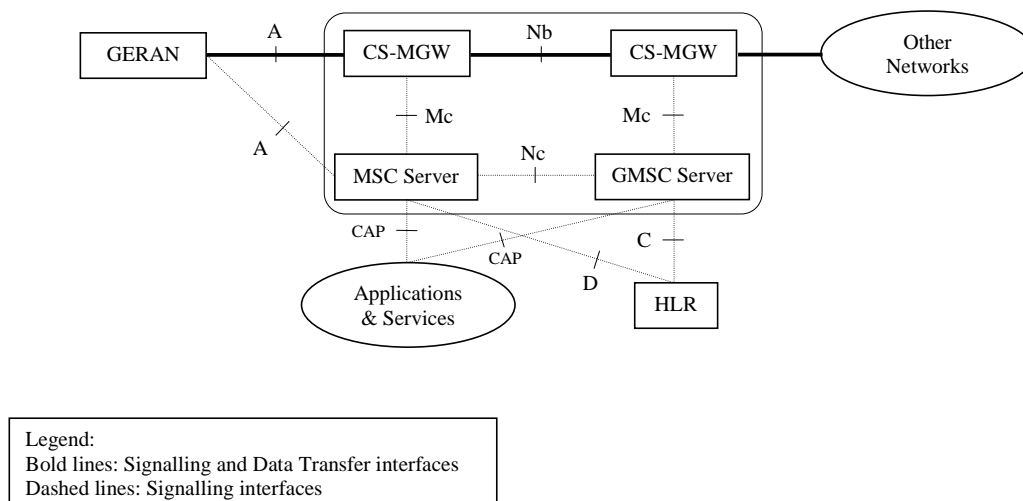 A
Nb
GERAN
CS-MGW
CS-MGW
Other
Networks
Mc
Mc
A
Nc
MSC Server
GMSC Server
CAP
CAP
C
D
Applications
& Services
HLR
Legend:
Bold lines: Signalling and Data Transfer interfaces
Dashed lines: Signalling interfaces